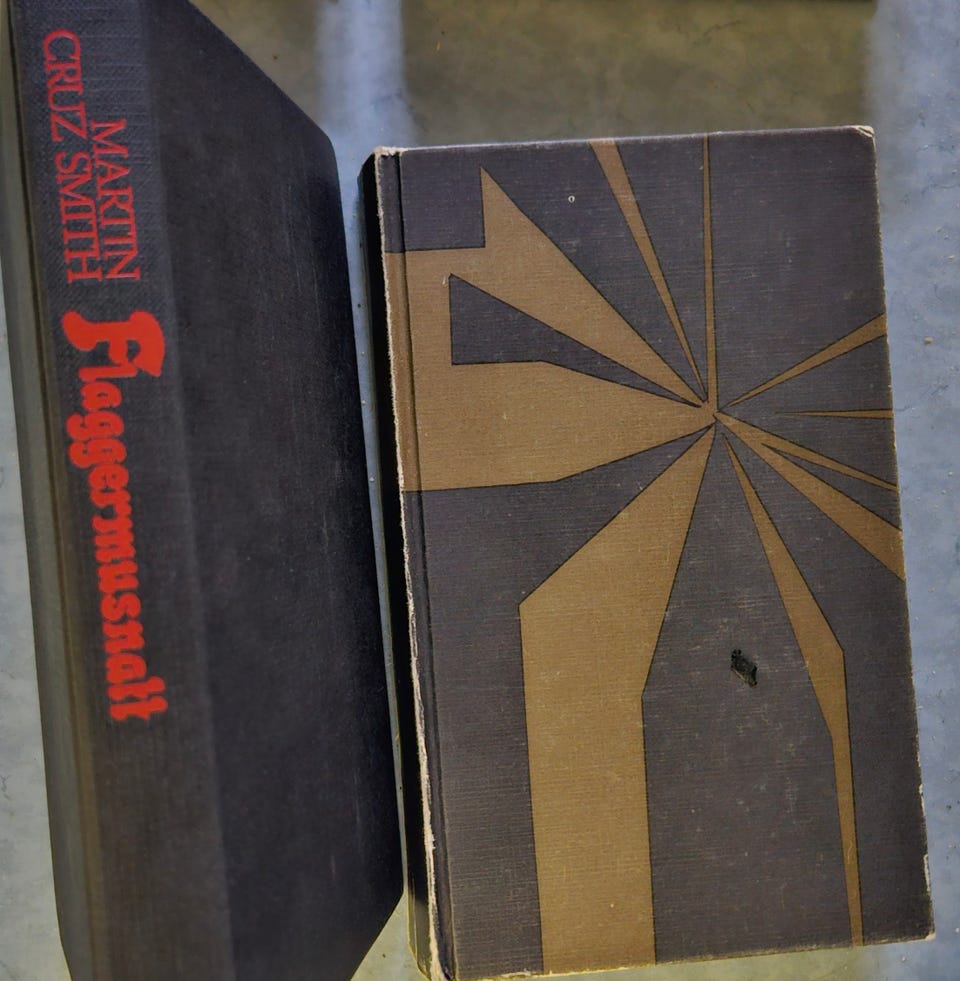 MARTIN
CRUZ SMITH
Flaggermusnatt